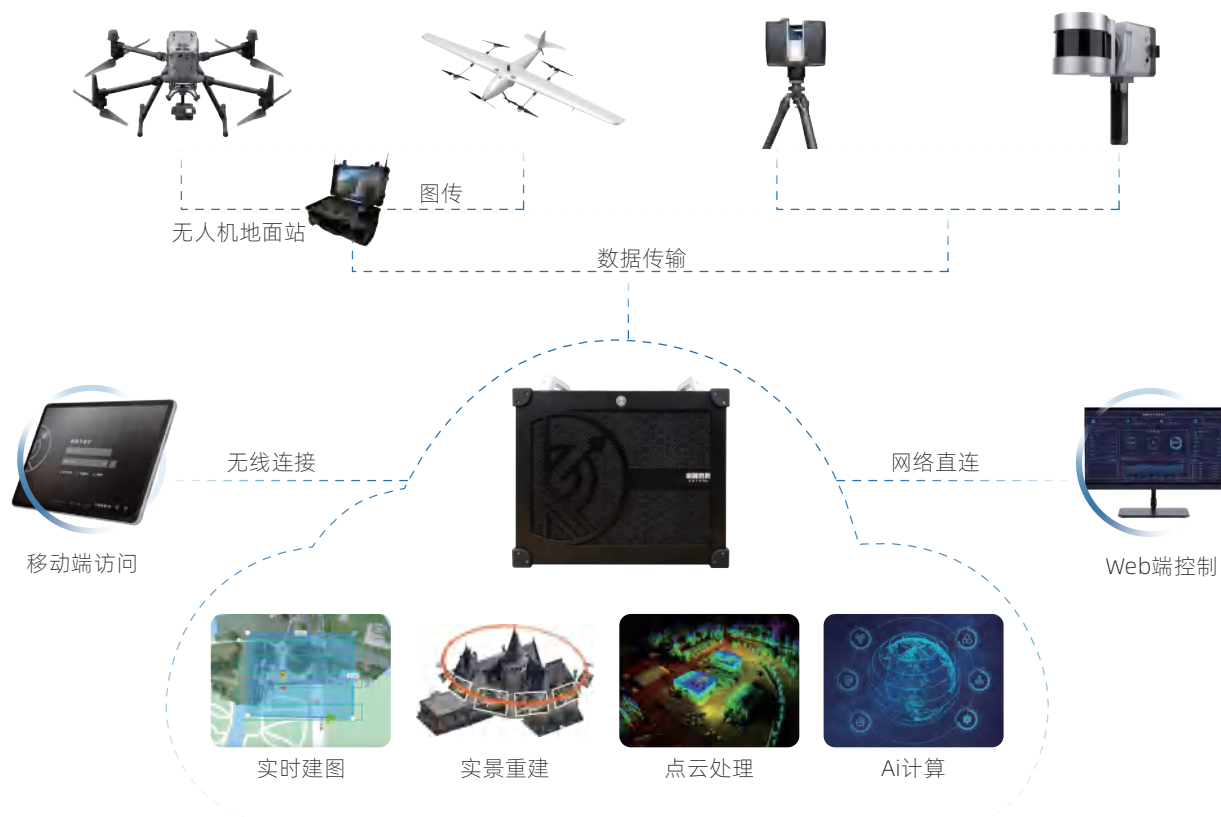 图传
无人机地面站
数据传输
无线连接
网络直连
移动端访问
Web端控制
实时建图
实景重建
点云处理
Ai计算